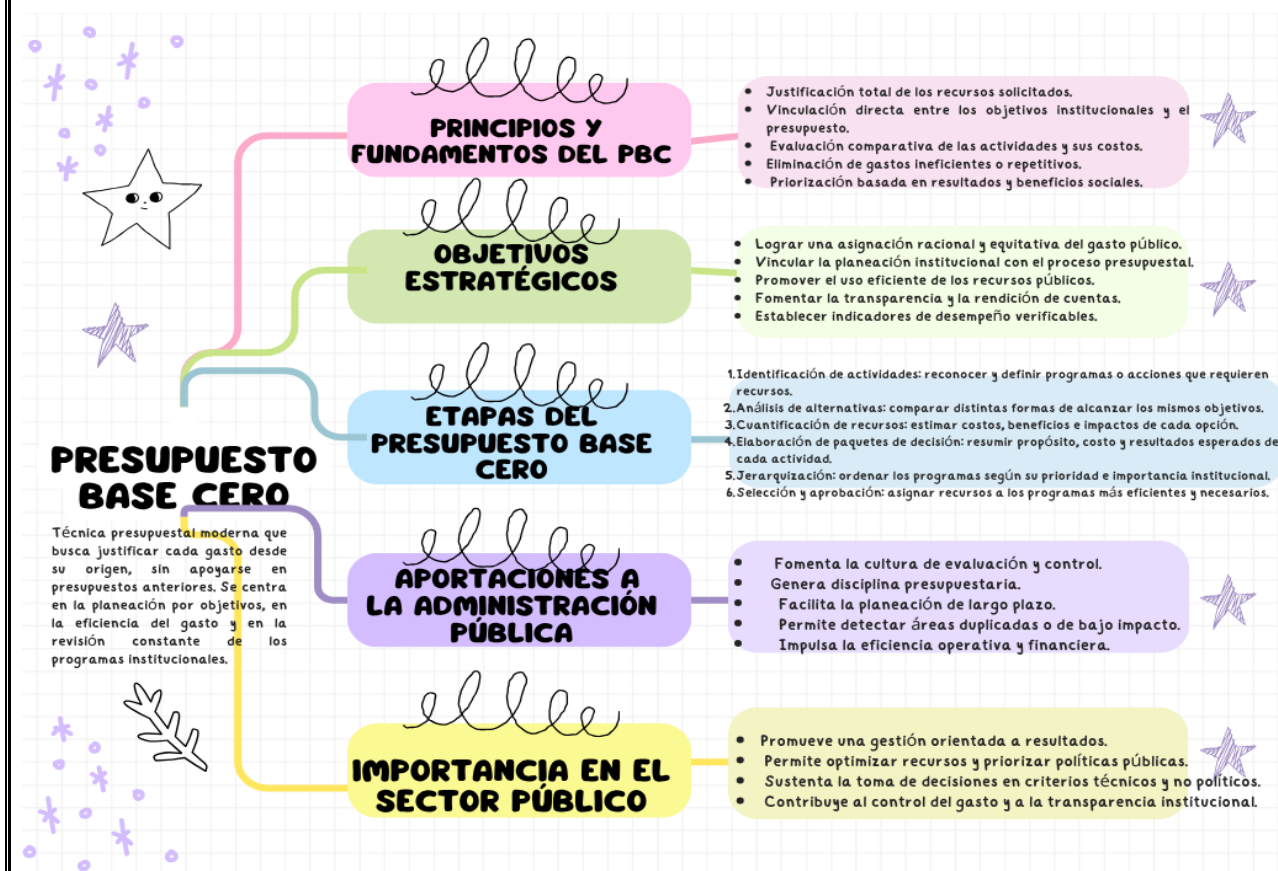 PRESUPUESTO
BASE CERO
Técnica presupuestal moderna que
busca justificar cada gasto desde
su origen, sin apoyarse en
presupuestos anteriores. Se centra
en la planeación por objetivos, en
la eficiencia del gasto y en la
revisión constante de los
programas institucionales.
PRINCIPIOS Y
FUNDAMENTOS DEL PBC
• Justificación total de los recursos solicitados.
• Vinculación directa entre los objetivos institucionales y el
presupuesto.
• Evaluación comparativa de las actividades y sus costos.
• Eliminación de gastos ineficientes o repetitivos.
• Priorización basada en resultados y beneficios sociales.
OBJETIVOS
ESTRATÉGICOS
• Lograr una asignación racional y equitativa del gasto público.
• Vincular la planeación institucional con el proceso presupuestal.
• Promover el uso eficiente de los recursos públicos.
• Fomentar la transparencia y la rendición de cuentas.
• Establecer indicadores de desempeño verificables.
ETAPAS DEL
PRESUPUESTO BASE
CERO
1. Identificación de actividades: reconocer y definir programas o acciones que requieren
recursos.
2. Análisis de alternativas: comparar distintas formas de alcanzar los mismos objetivos.
3. Cuantificación de recursos: estimar costos, beneficios e impactos de cada opción.
4. Elaboración de paquetes de decisión: resumir propósito, costo y resultados esperados de
cada actividad.
5. Jerarquización: ordenar los programas según su prioridad e importancia institucional.
6. Selección y aprobación: asignar recursos a los programas más eficientes y necesarios.
APORTACIONES A
LA ADMINISTRACIÓN
PÚBLICA
• Fomenta la cultura de evaluación y control.
• Genera disciplina presupuestaria.
• Facilita la planeación de largo plazo.
• Permite detectar áreas duplicadas o de bajo impacto.
• Impulsa la eficiencia operativa y financiera.
IMPORTANCIA EN EL
SECTOR PÚBLICO
• Promueve una gestión orientada a resultados.
• Permite optimizar recursos y priorizar políticas públicas.
• Sustenta la toma de decisiones en criterios técnicos y no políticos.
• Contribuye al control del gasto y a la transparencia institucional.